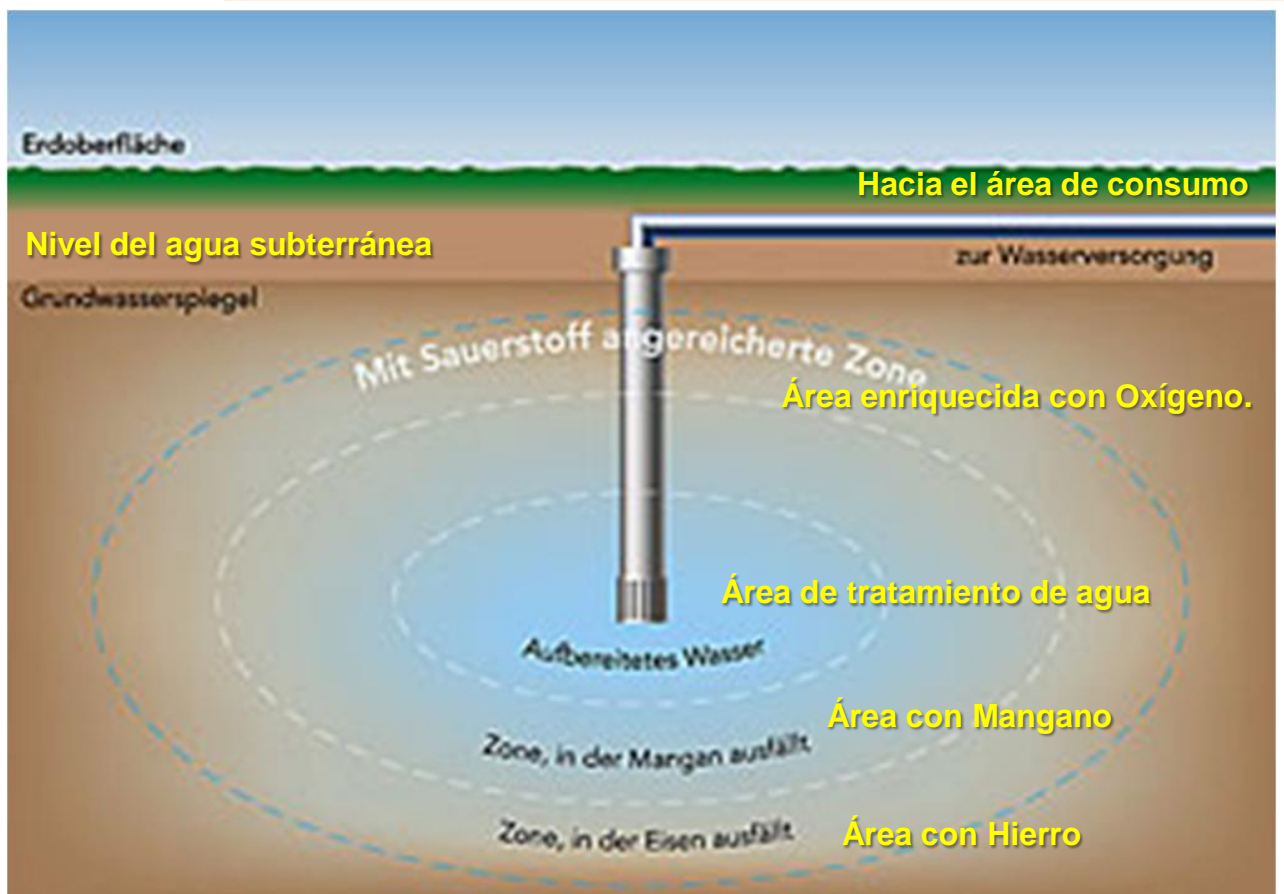 Erdoberfläche
Hacia el área de consumo
Nivel del agua subterránea
zur Wasserversorgung
Grundwasserspiegel
Mit Sauerstoff angereicherte Zone
Área enriquecida con Oxígeno.
Área de tratamiento de agua
Aufbereitetes Wasser
Área con Mangano
Zone, in der Mangan ausfällt
Área con Hierro
Zone, in der Eisen ausfällt